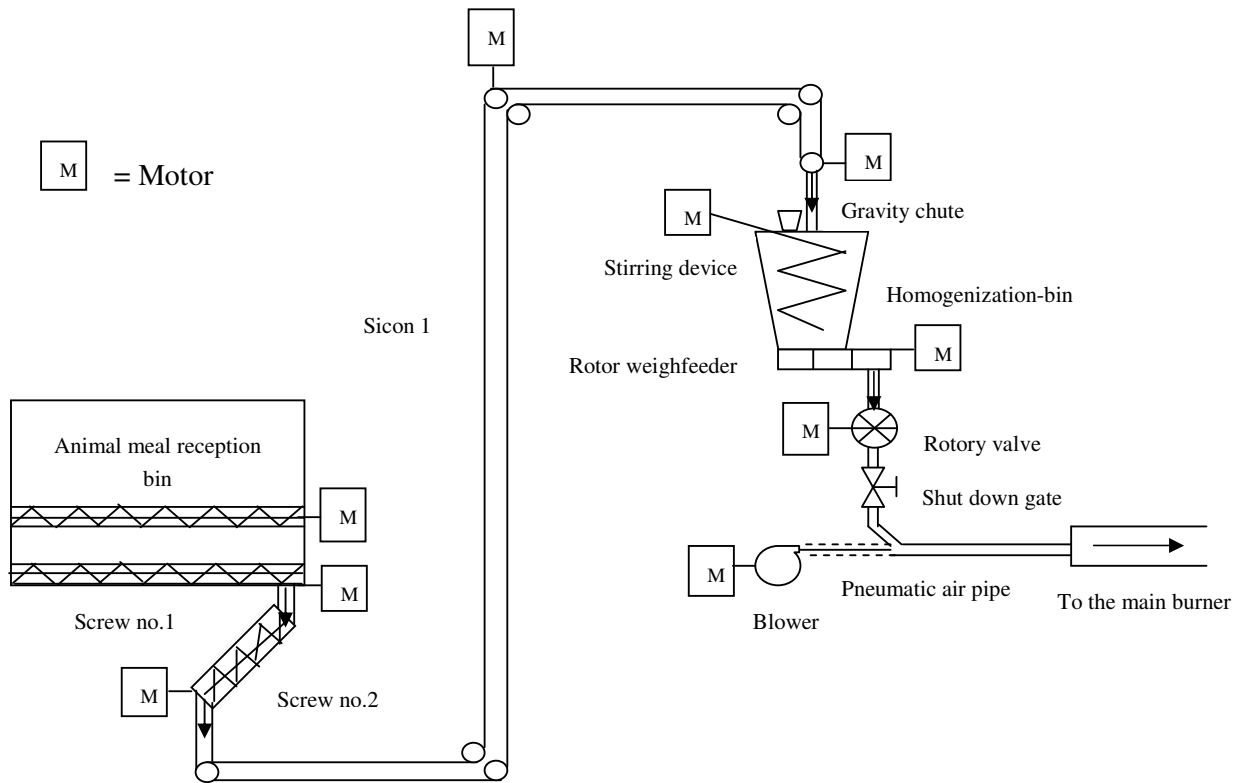 M
M
= Motor
M
M
Gravity chute
Stirring device
Homogenization-bin
Sicon 1
M
Rotor weighfeeder
Animal meal reception
bin
M
Rotory valve
M
Shut down gate
M
M
Pneumatic air pipe
Screw no.1
Blower
To the main burner
M
Screw no.2